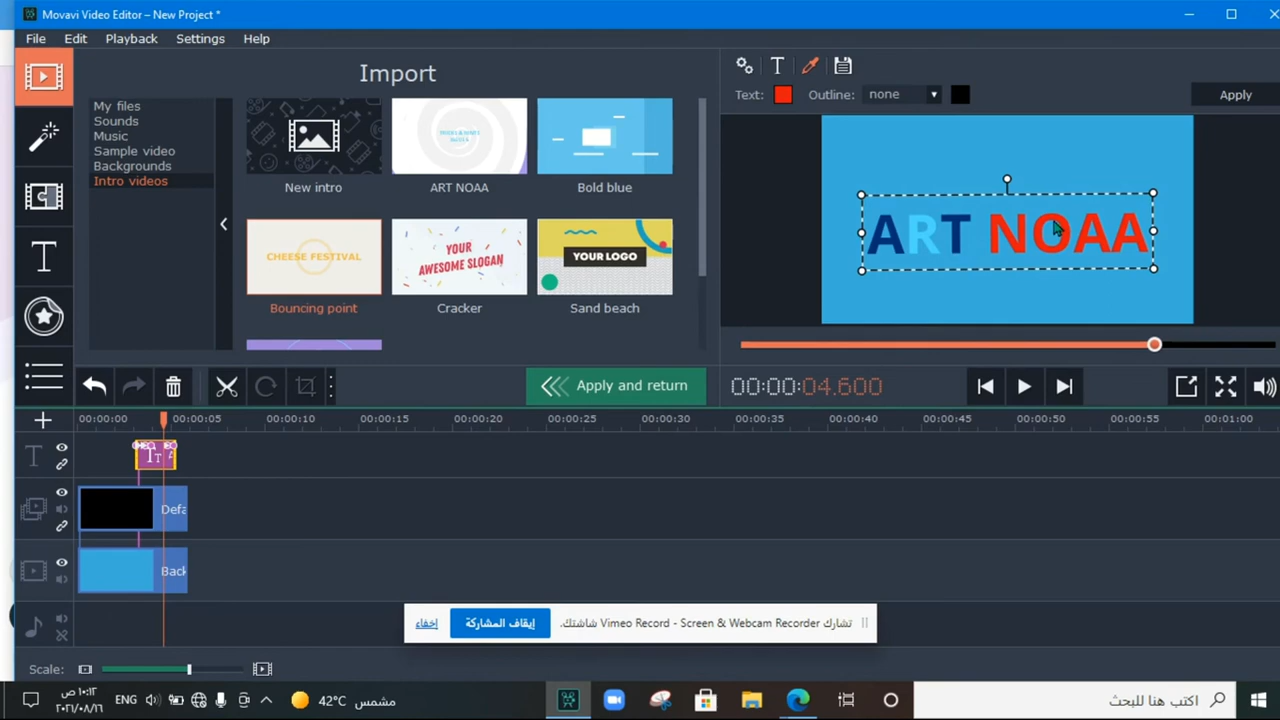 Movavi Video Editor – New Project *
File Edit Playback Settings Help
Import
My files
Sounds
Music
Sample video
Backgrounds
Intro videos
New intro
ART NOAA
Bold blue
CHEESE FESTIVAL
YOUR
AWESOME SLOGAN
YOUR LOGO
Bouncing point
Cracker
Sand beach
Text: Outline: none
Apply
ART NOAA
Apply and return
00:00:04.600
00:00:00 00:00:05 00:00:10 00:00:15 00:00:20 00:00:25 00:00:30 00:00:35 00:00:40 00:00:45 00:00:50 00:00:55 00:01:00
Defa
Back
تشارك Vimeo Record - Screen & Webcam Recorder شاشتك.
إيقاف المشاركة
إخفاء
Scale:
١٠:١٢ ص
٢٠٢١/٠٨/١٦
ENG
42°C مشمس
اكتب هنا للبحث